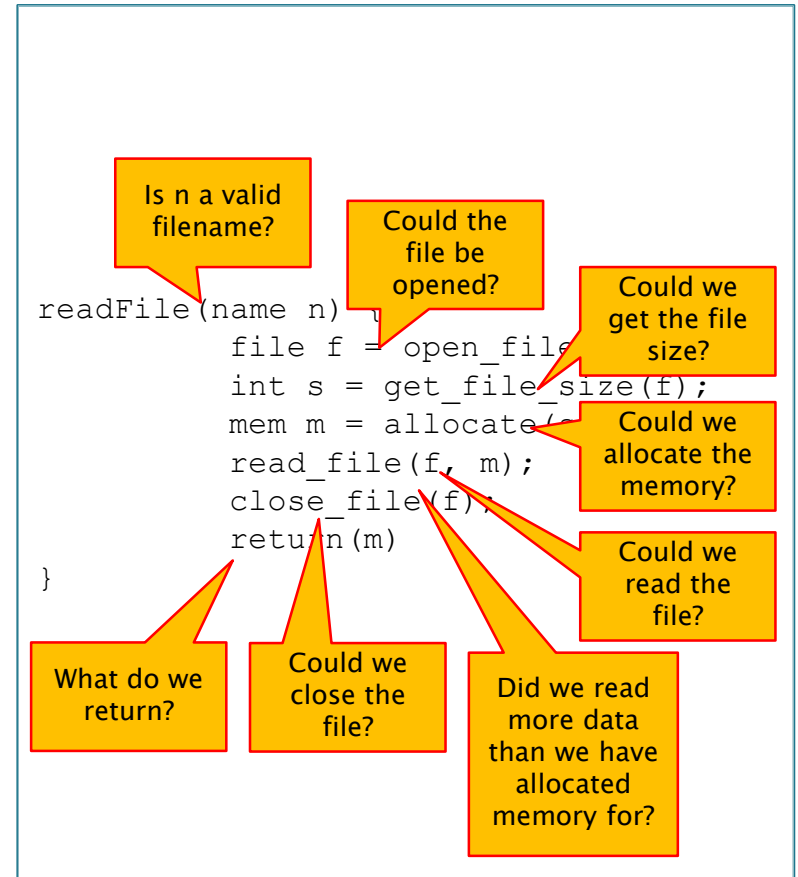 Is n a valid
filename?
Could the
file be
opened?
Could we
get the file
size?
readFile(name n) {
file f = open_file
int s = get_file_size(f);
mem m = allocate(
Could we
allocate the
memory?
read_file(f, m);
close_file(f);
return(m)
}
Could we
read the
file?
What do we
return?
Could we
close the
file?
Did we read
more data
than we have
allocated
memory for?